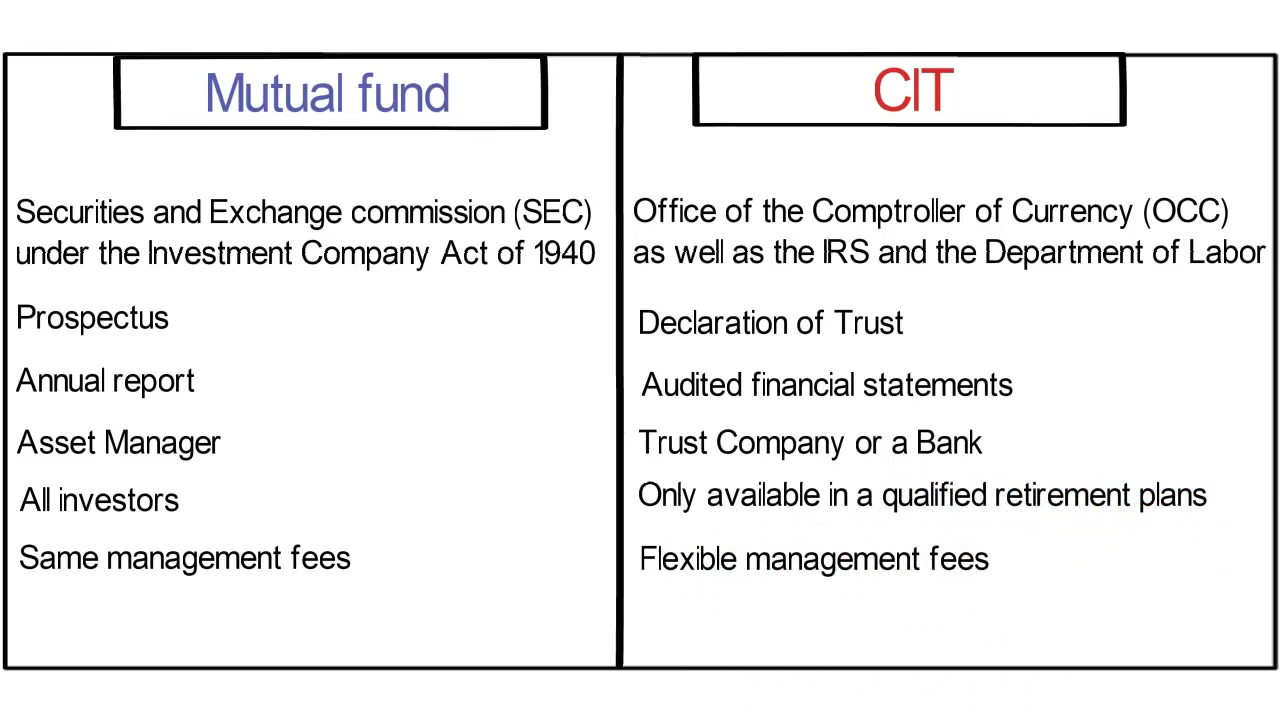 Mutual fund
Securities and Exchange commission (SEC)
under the Investment Company Act of 1940
Prospectus
Annual report
Asset Manager
All investors
Same management fees
CIT
Office of the Comptroller of Currency (OCC)
as well as the IRS and the Department of Labor
Declaration of Trust
Audited financial statements
Trust Company or a Bank
Only available in a qualified retirement plans
Flexible management fees